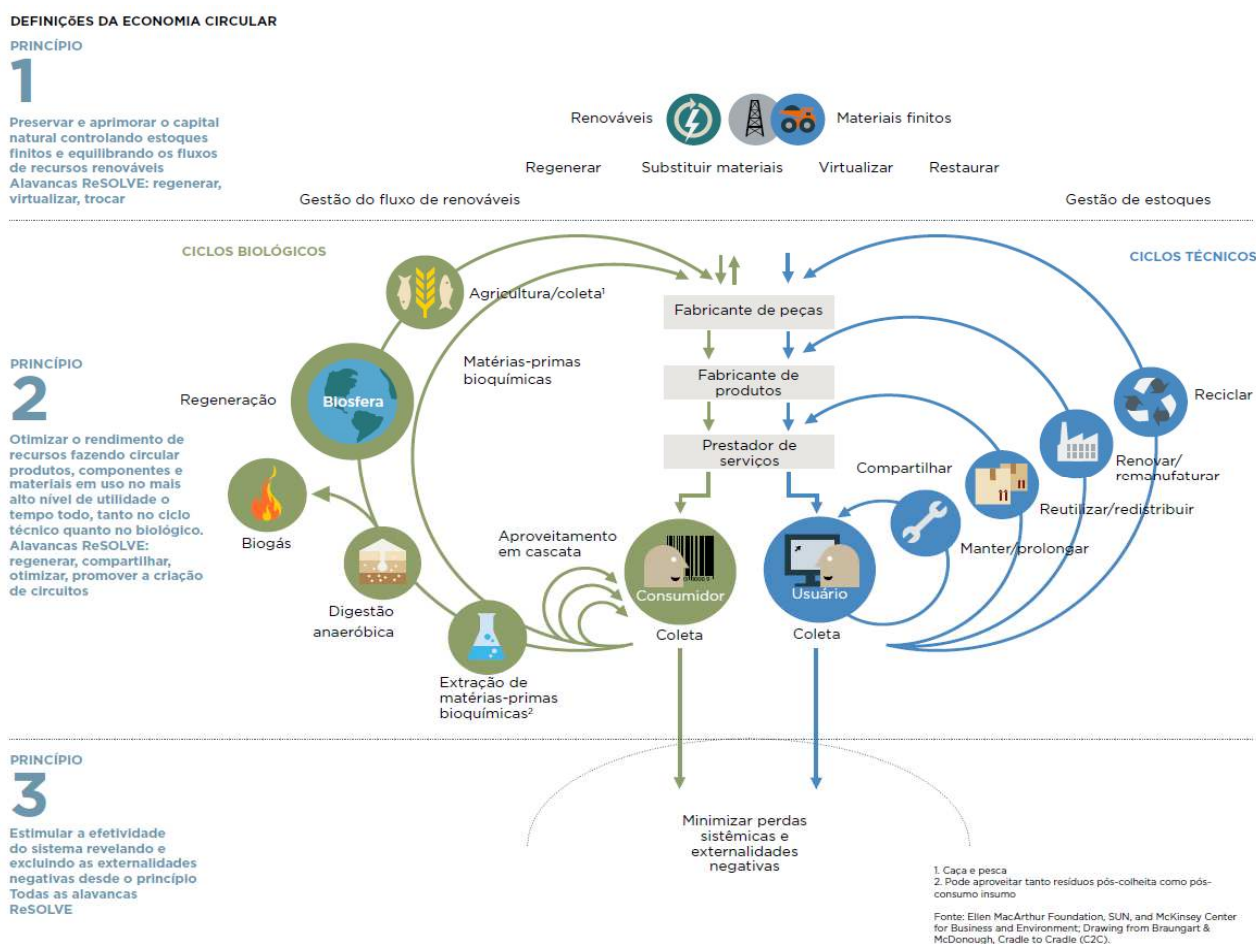 DEFINIÇõES DA ECONOMIA CIRCULAR
PRINCÍPIO
1
Preservar e aprimorar o capital
natural controlando estoques
finitos e equilibrando os fluxos
de recursos renováveis
Alavancas ReSOLVE: regenerar,
virtualizar, trocar
Renováveis
Materiais finitos
Regenerar
Substituir materiais
Virtualizar
Restaurar
Gestão do fluxo de renováveis
Gestão de estoques
PRINCÍPIO
2
Otimizar o rendimento de
recursos fazendo circular
produtos, componentes e
materiais em uso no mais
alto nível de utilidade o
tempo todo, tanto no ciclo
técnico quanto no biológico.
Alavancas ReSOLVE:
regenerar, compartilhar,
otimizar, promover a criação
de circuitos
CICLOS BIOLÓGICOS
CICLOS TÉCNICOS
Agricultura/coleta¹
Matérias-primas
bioquímicas
Regeneração
Biosfera
Biogás
Digestão
anaeróbica
Extração de
matérias-primas
bioquímicas²
Aproveitamento
em cascata
Fabricante de peças
Fabricante de
produtos
Prestador de
serviços
Consumidor
Coleta
Usuário
Coleta
Compartilhar
Manter/prolongar
Reutilizar/redistribuir
Renovar/
remanufaturar
Reciclar
PRINCÍPIO
3
Estimular a efetividade
do sistema revelando e
excluindo as externalidades
negativas desde o princípio
Todas as alavancas
ReSOLVE
Minimizar perdas
sistêmicas e
externalidades
negativas
1. Caça e pesca
2. Pode aproveitar tanto resíduos pós-colheita como pós-
consumo insumo
Fonte: Ellen MacArthur Foundation, SUN, and McKinsey Center
for Business and Environment; Drawing from Braungart &
McDonough, Cradle to Cradle (C2C).